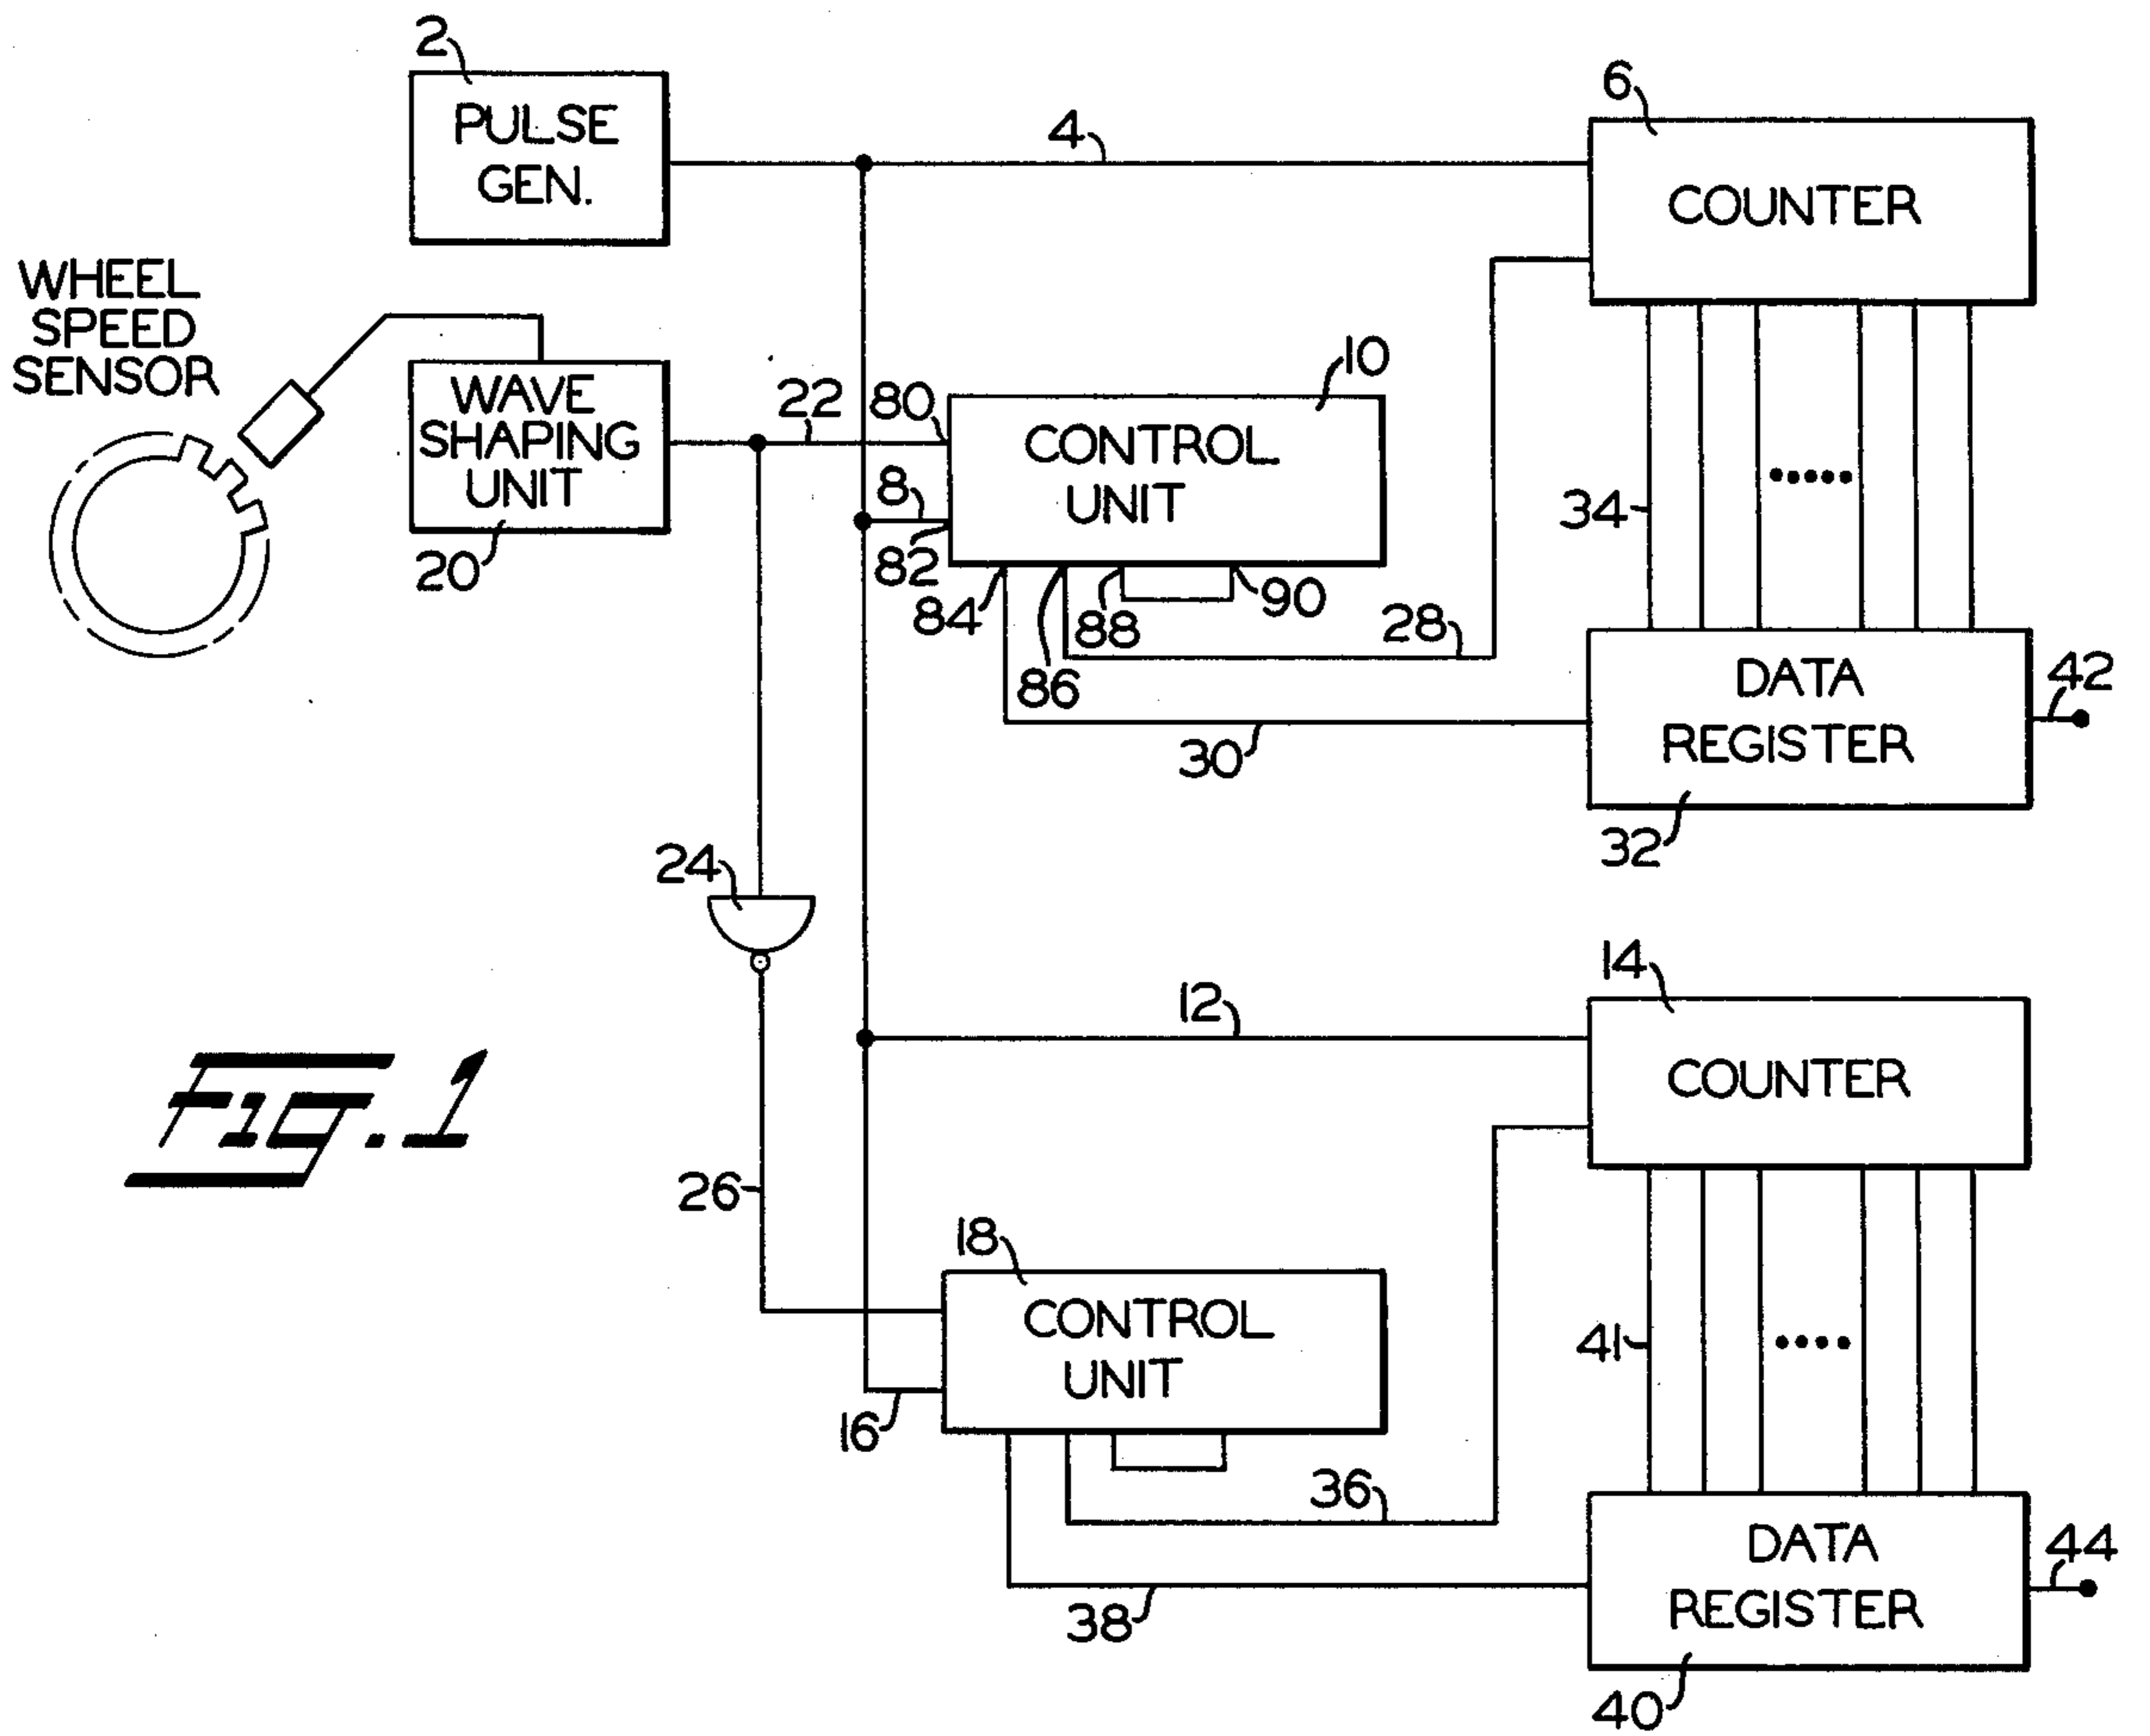 2
PULSE
GEN.
4
6
COUNTER
WHEEL
SPEED
SENSOR
WAVE
SHAPING
UNIT
20
22
80
8
82
10
CONTROL
UNIT
84
86
88
90
28
30
34
DATA
REGISTER
42
32
24
12
14
COUNTER
FIG. 1
26
18
CONTROL
UNIT
16
41
36
38
DATA
REGISTER
44
40